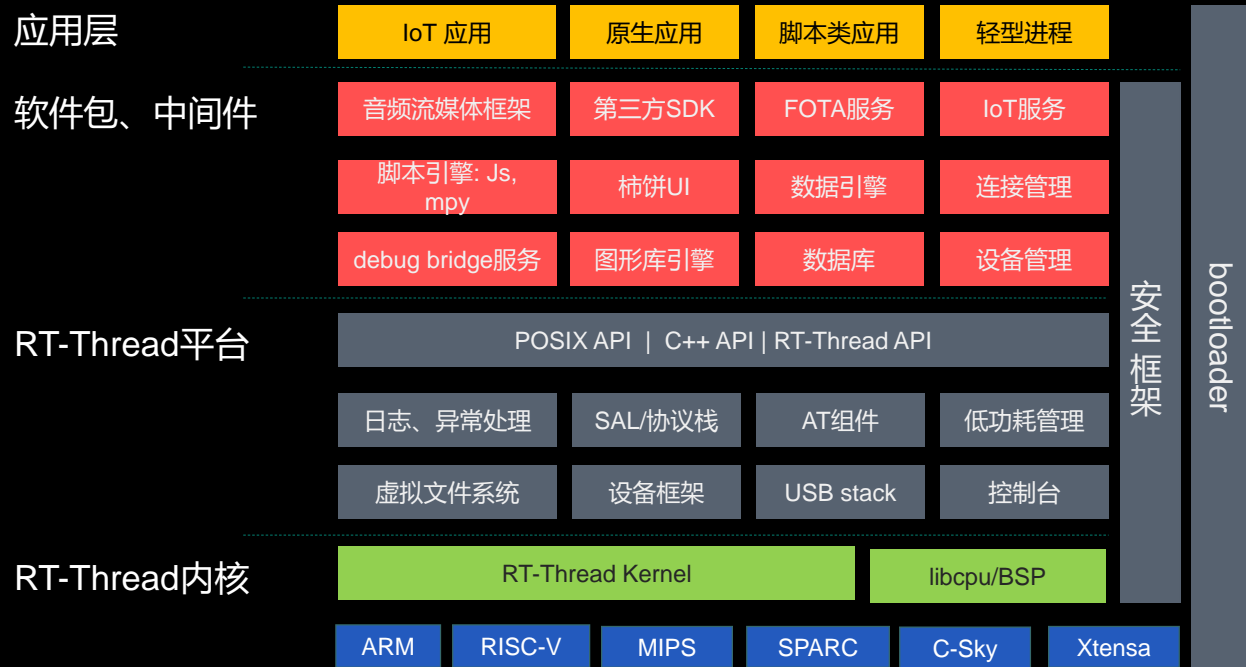 应用层
IoT 应用
原生应用
脚本类应用
轻型进程
软件包、中间件
音频流媒体框架
第三方SDK
FOTA服务
IoT服务
脚本引擎: Js,
mpy
柿饼UI
数据引擎
连接管理
debug bridge服务
图形库引擎
数据库
设备管理
RT-Thread平台
POSIX API | C++ API | RT-Thread API
日志、异常处理
SAL/协议栈
AT组件
低功耗管理
虚拟文件系统
设备框架
USB stack
控制台
RT-Thread内核
RT-Thread Kernel
libcpu/BSP
安全 框架
bootloader
ARM
RISC-V
MIPS
SPARC
C-Sky
Xtensa